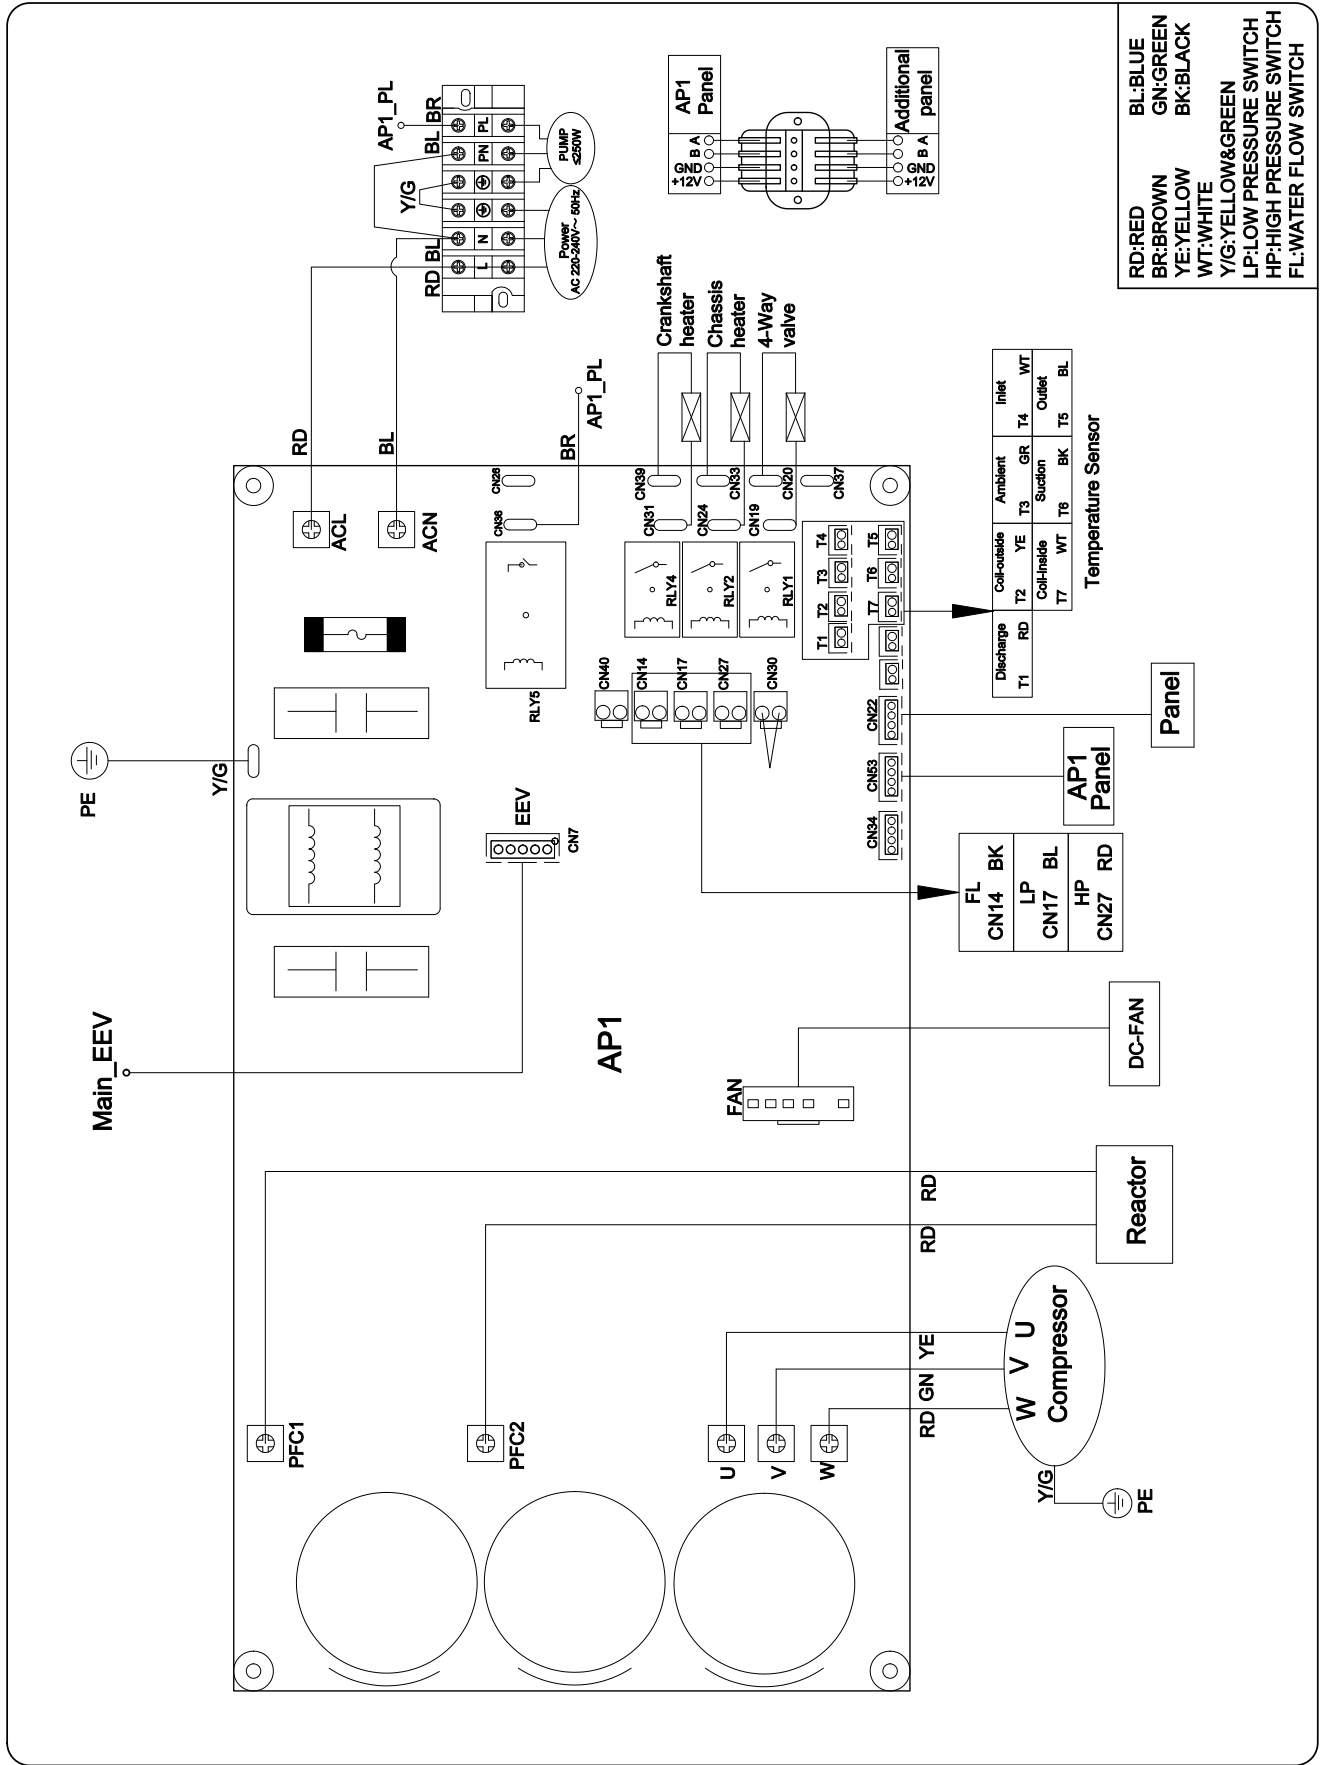 Main_EEV
PE
Y/G
AP1_PL
BR
BL
PL
PN
N
L
Y/G
BL
RD
PUMP
≤250W
Power
AC 220-240V～ 50Hz
RD
BL
ACL
ACN
BR
AP1_PL
CN36
CN26
RLY5
EEV
CN7
AP1
PFC1
PFC2
U
V
W
FAN
CN40
CN14
CN17
CN27
CN30
RLY4
RLY2
RLY1
CN31
CN39
CN24
CN33
CN19
CN20
CN37
Crankshaft
heater
Chassis
heater
4-Way
valve
T1
T2
T3
T4
T7
T6
T5
CN34
CN53
CN22
AP1
Panel
A
B
GND
+12V
Additional
panel
A
B
GND
+12V
Discharge
T1 RD
Coil-outside
T2 YE
Ambient
T3 GR
Inlet
T4 WT
Coil-Inside
T7 WT
Suction
T6 BK
Outlet
T5 BL
Temperature Sensor
Panel
AP1
Panel
FL
CN14 BK
LP
CN17 BL
HP
CN27 RD
DC-FAN
RD
RD
Reactor
YE
GN
RD
W V U
Compressor
Y/G
PE
RD:RED BL:BLUE
BR:BROWN GN:GREEN
YE:YELLOW BK:BLACK
WT:WHITE
Y/G:YELLOW&GREEN
LP:LOW PRESSURE SWITCH
HP:HIGH PRESSURE SWITCH
FL:WATER FLOW SWITCH